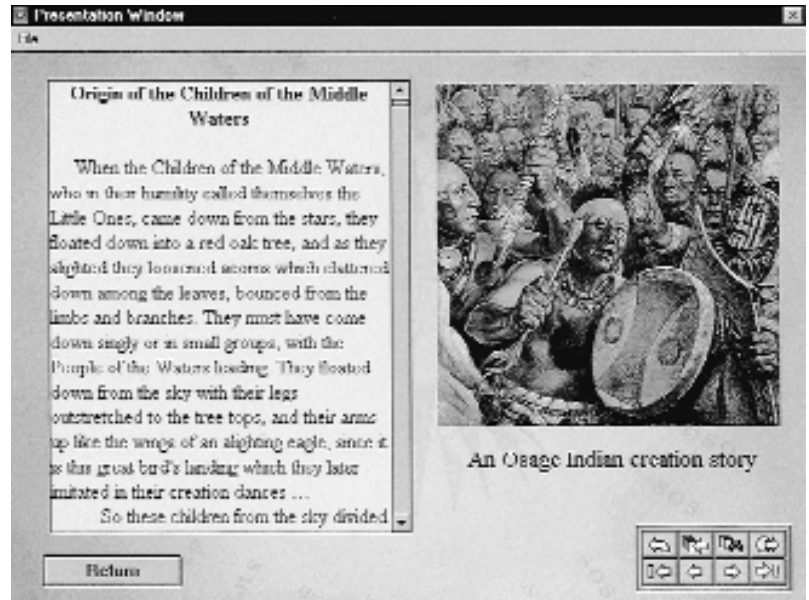 Presentation Window
File
Origin of the Children of the Middle
Waters
When the Children of the Middle Waters,
who in their humility called themselves the
Little Ones, came down from the stars, they
floated down into a red oak tree, and as they
alighted they loosened acorns which clattered
down among the leaves, bounced from the
limbs and branches. They must have come
down singly or in small groups, with the
People of the Waters leading. They floated
down from the sky with their legs
outstretched to the tree tops, and their arms
up like the wings of an alighting eagle, since it
is this great bird's landing which they later
imitated in their creation dances ...
So these children from the sky divided
An Osage Indian creation story
Return